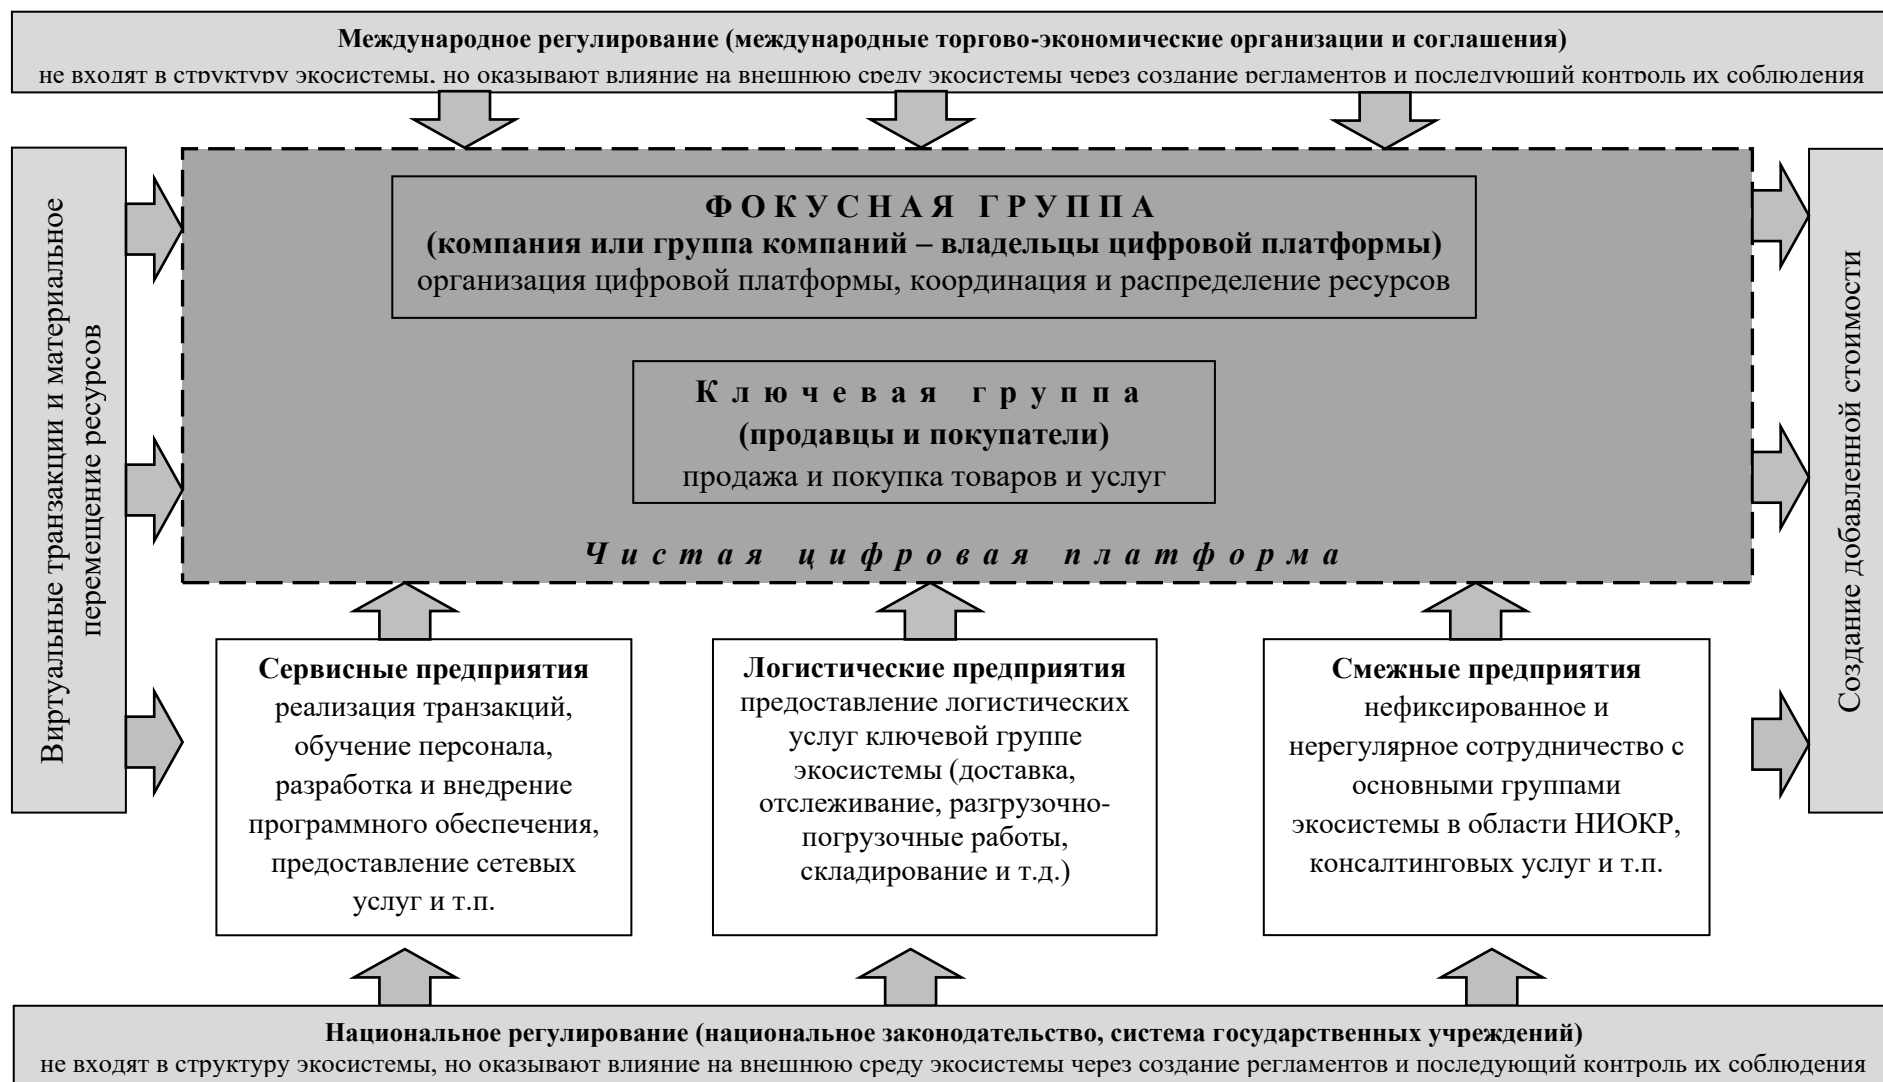 Международное регулирование (международные торгово-экономические организации и соглашения)
не входят в структуру экосистемы, но оказывают влияние на внешнюю среду экосистемы через создание регламентов и последующий контроль их соблюдения
Виртуальные транзакции и материальное
перемещение ресурсов
ФОКУСНАЯ ГРУППА
(компания или группа компаний – владельцы цифровой платформы)
организация цифровой платформы, координация и распределение ресурсов
Ключевая группа
(продавцы и покупатели)
продажа и покупка товаров и услуг
Чистая цифровая платформа
Создание добавленной стоимости
Сервисные предприятия
реализация транзакций,
обучение персонала,
разработка и внедрение
программного обеспечения,
предоставление сетевых
услуг и т.п.
Логистические предприятия
предоставление логистических
услуг ключевой группе
экосистемы (доставка,
отслеживание, разгрузочно-
погрузочные работы,
складирование и т.д.)
Смежные предприятия
нефиксированное и
нерегулярное сотрудничество с
основными группами
экосистемы в области НИОКР,
консалтинговых услуг и т.п.
Национальное регулирование (национальное законодательство, система государственных учреждений)
не входят в структуру экосистемы, но оказывают влияние на внешнюю среду экосистемы через создание регламентов и последующий контроль их соблюдения